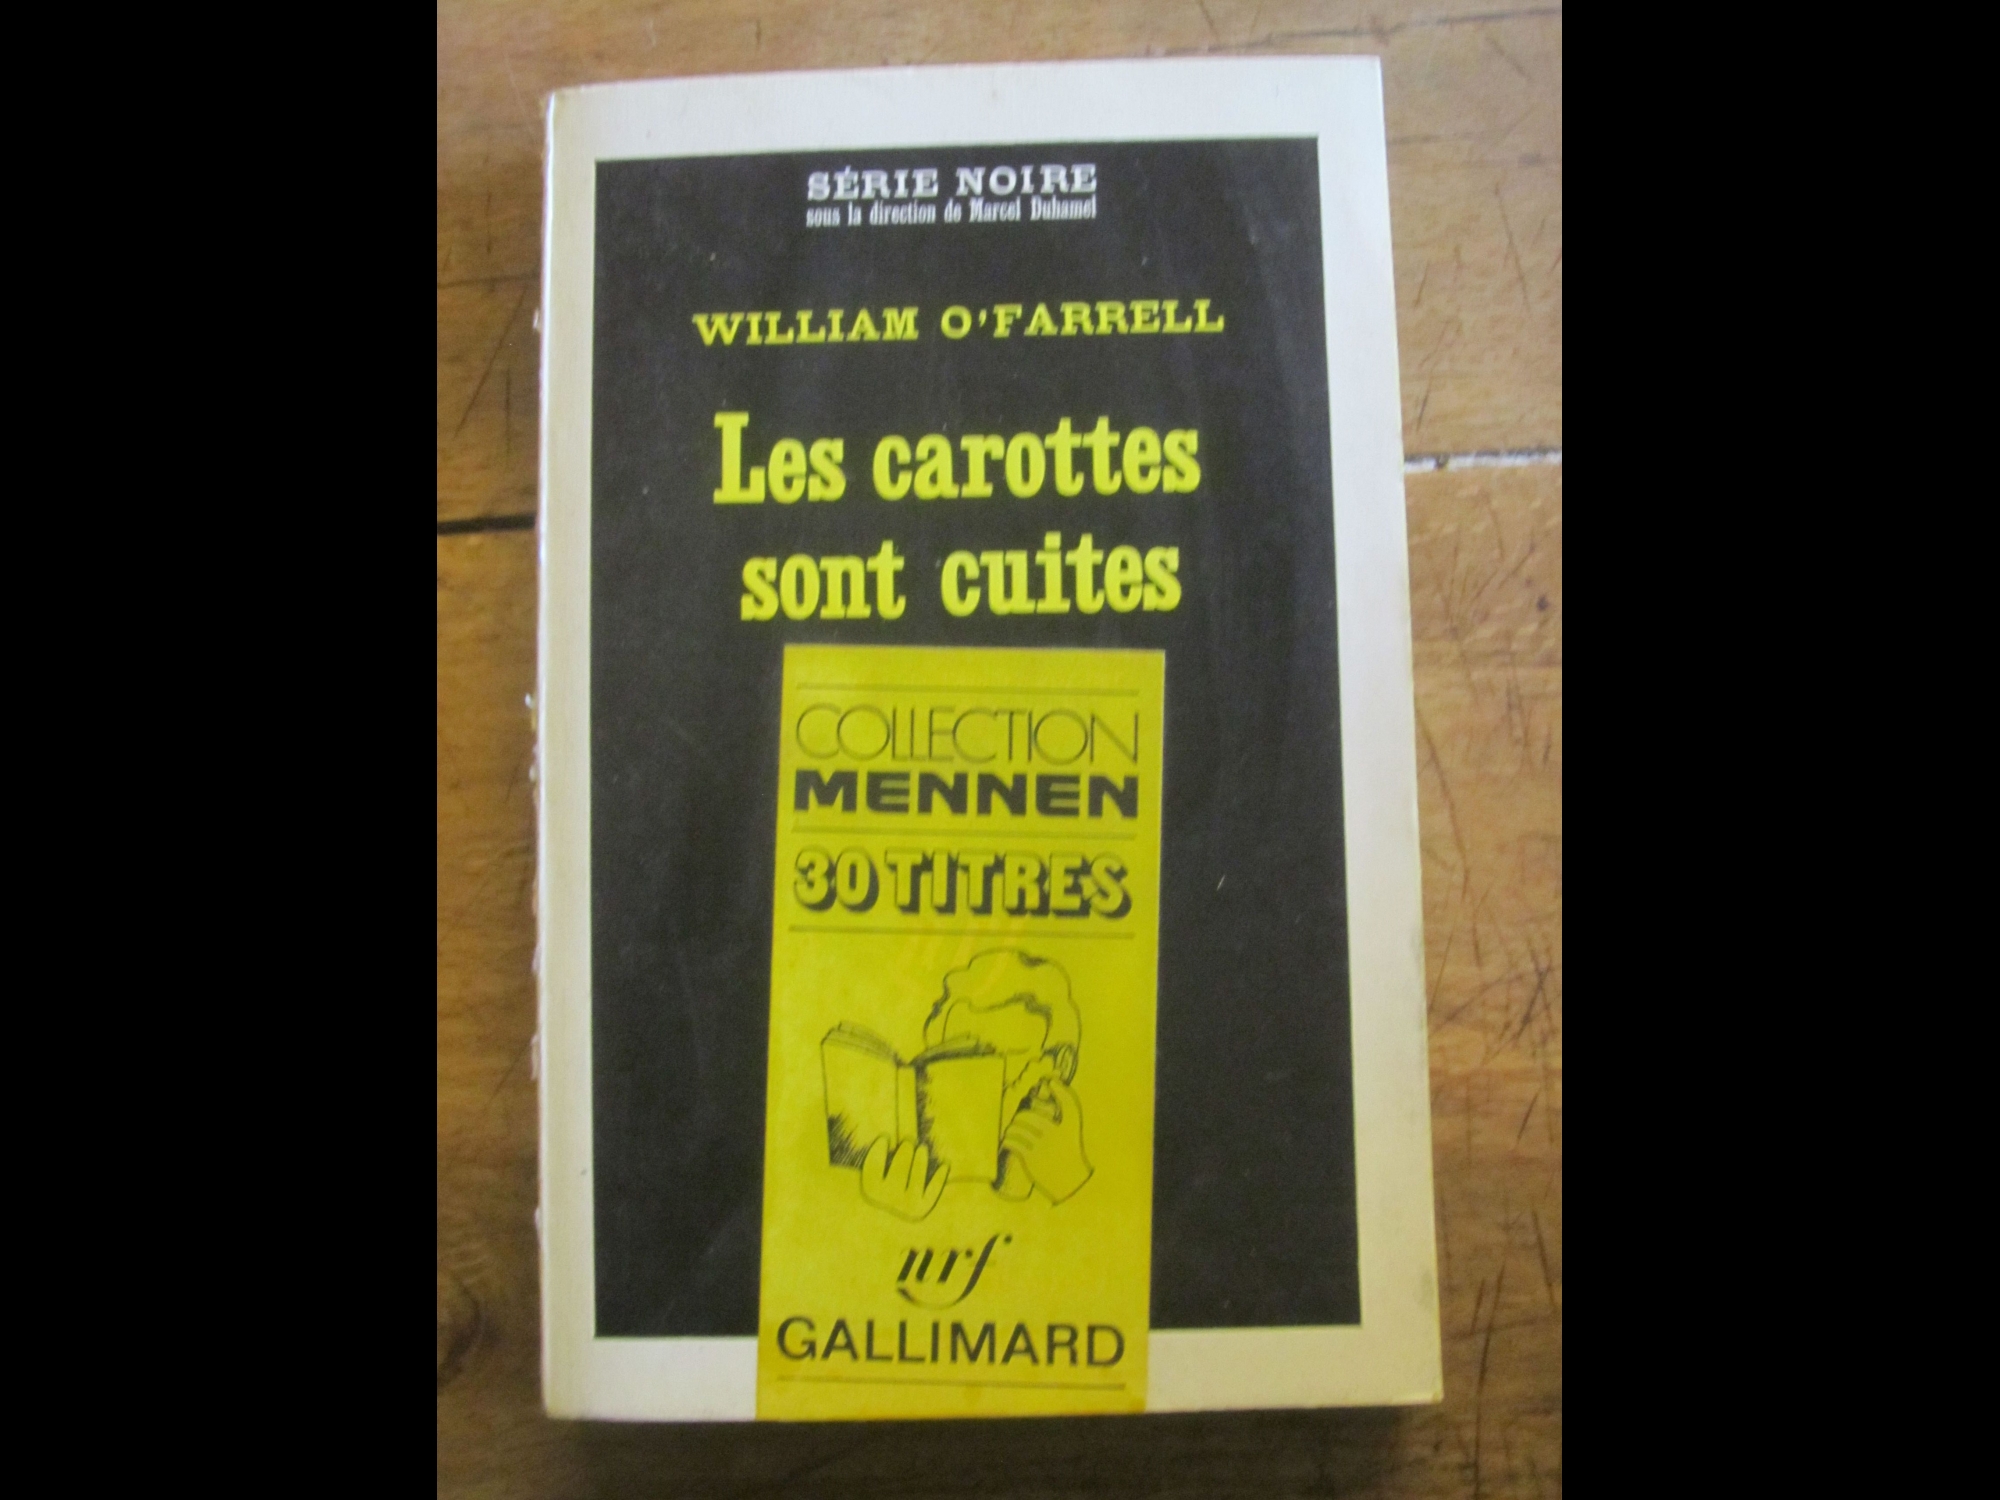 SÉRIE NOIRE
sous la direction de Marcel Duhamel
WILLIAM O'FARRELL
Les carottes
sont cuites
COLLECTION
MENNEN
30 TITRES
nrf
GALLIMARD